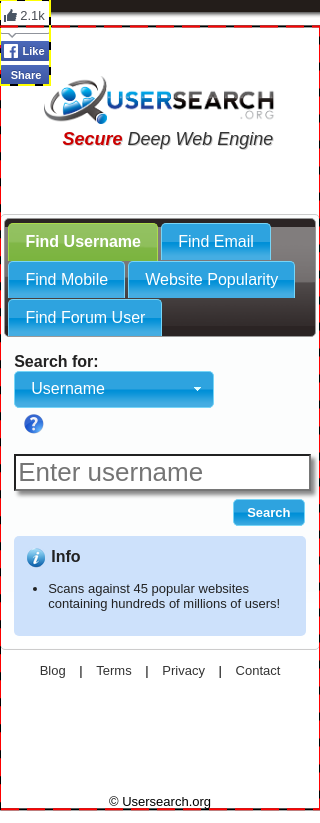 2.1k
Like
Share
USERSEARCH
.ORG
Secure Deep Web Engine
Find Username
Find Email
Find Mobile
Website Popularity
Find Forum User
Search for:
Username
?
Enter username
Search
i Info
• Scans against 45 popular websites
containing hundreds of millions of users!
Blog | Terms | Privacy | Contact
© Usersearch.org